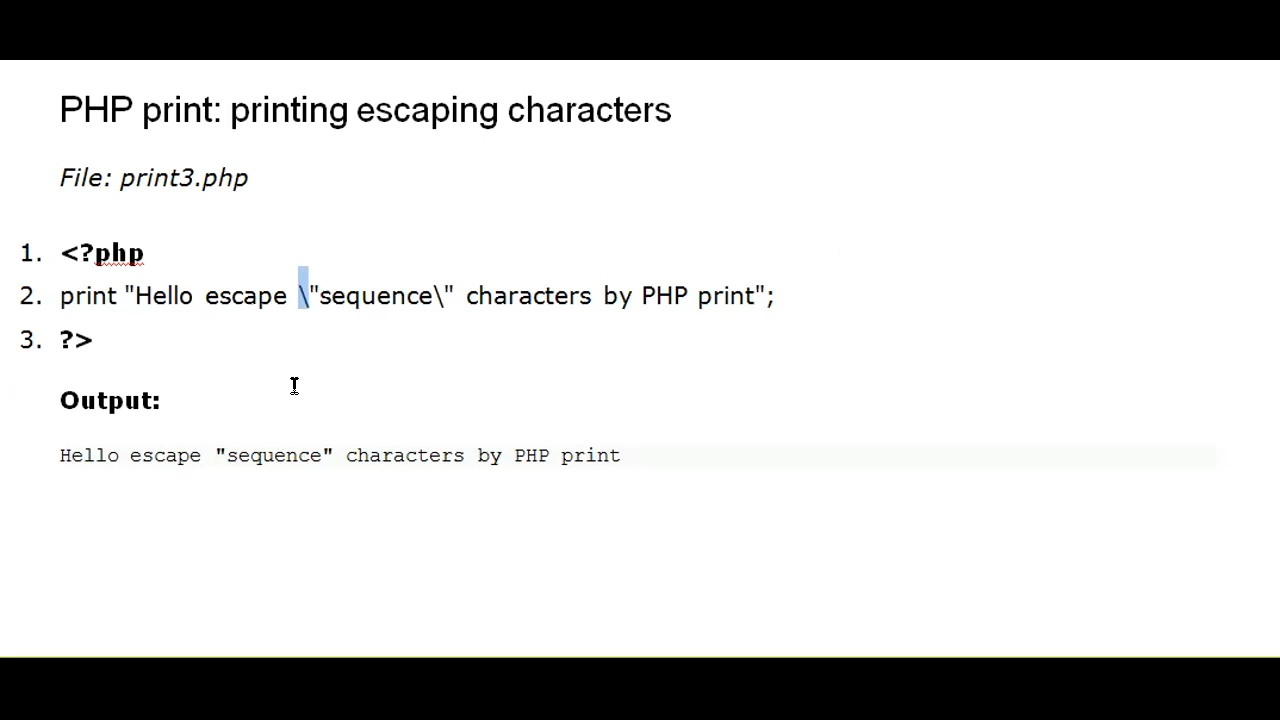 PHP print: printing escaping characters
File: print3.php
1. <?php
2. print "Hello escape \"sequence\" characters by PHP print";
3. ?>
Output:
Hello escape "sequence" characters by PHP print